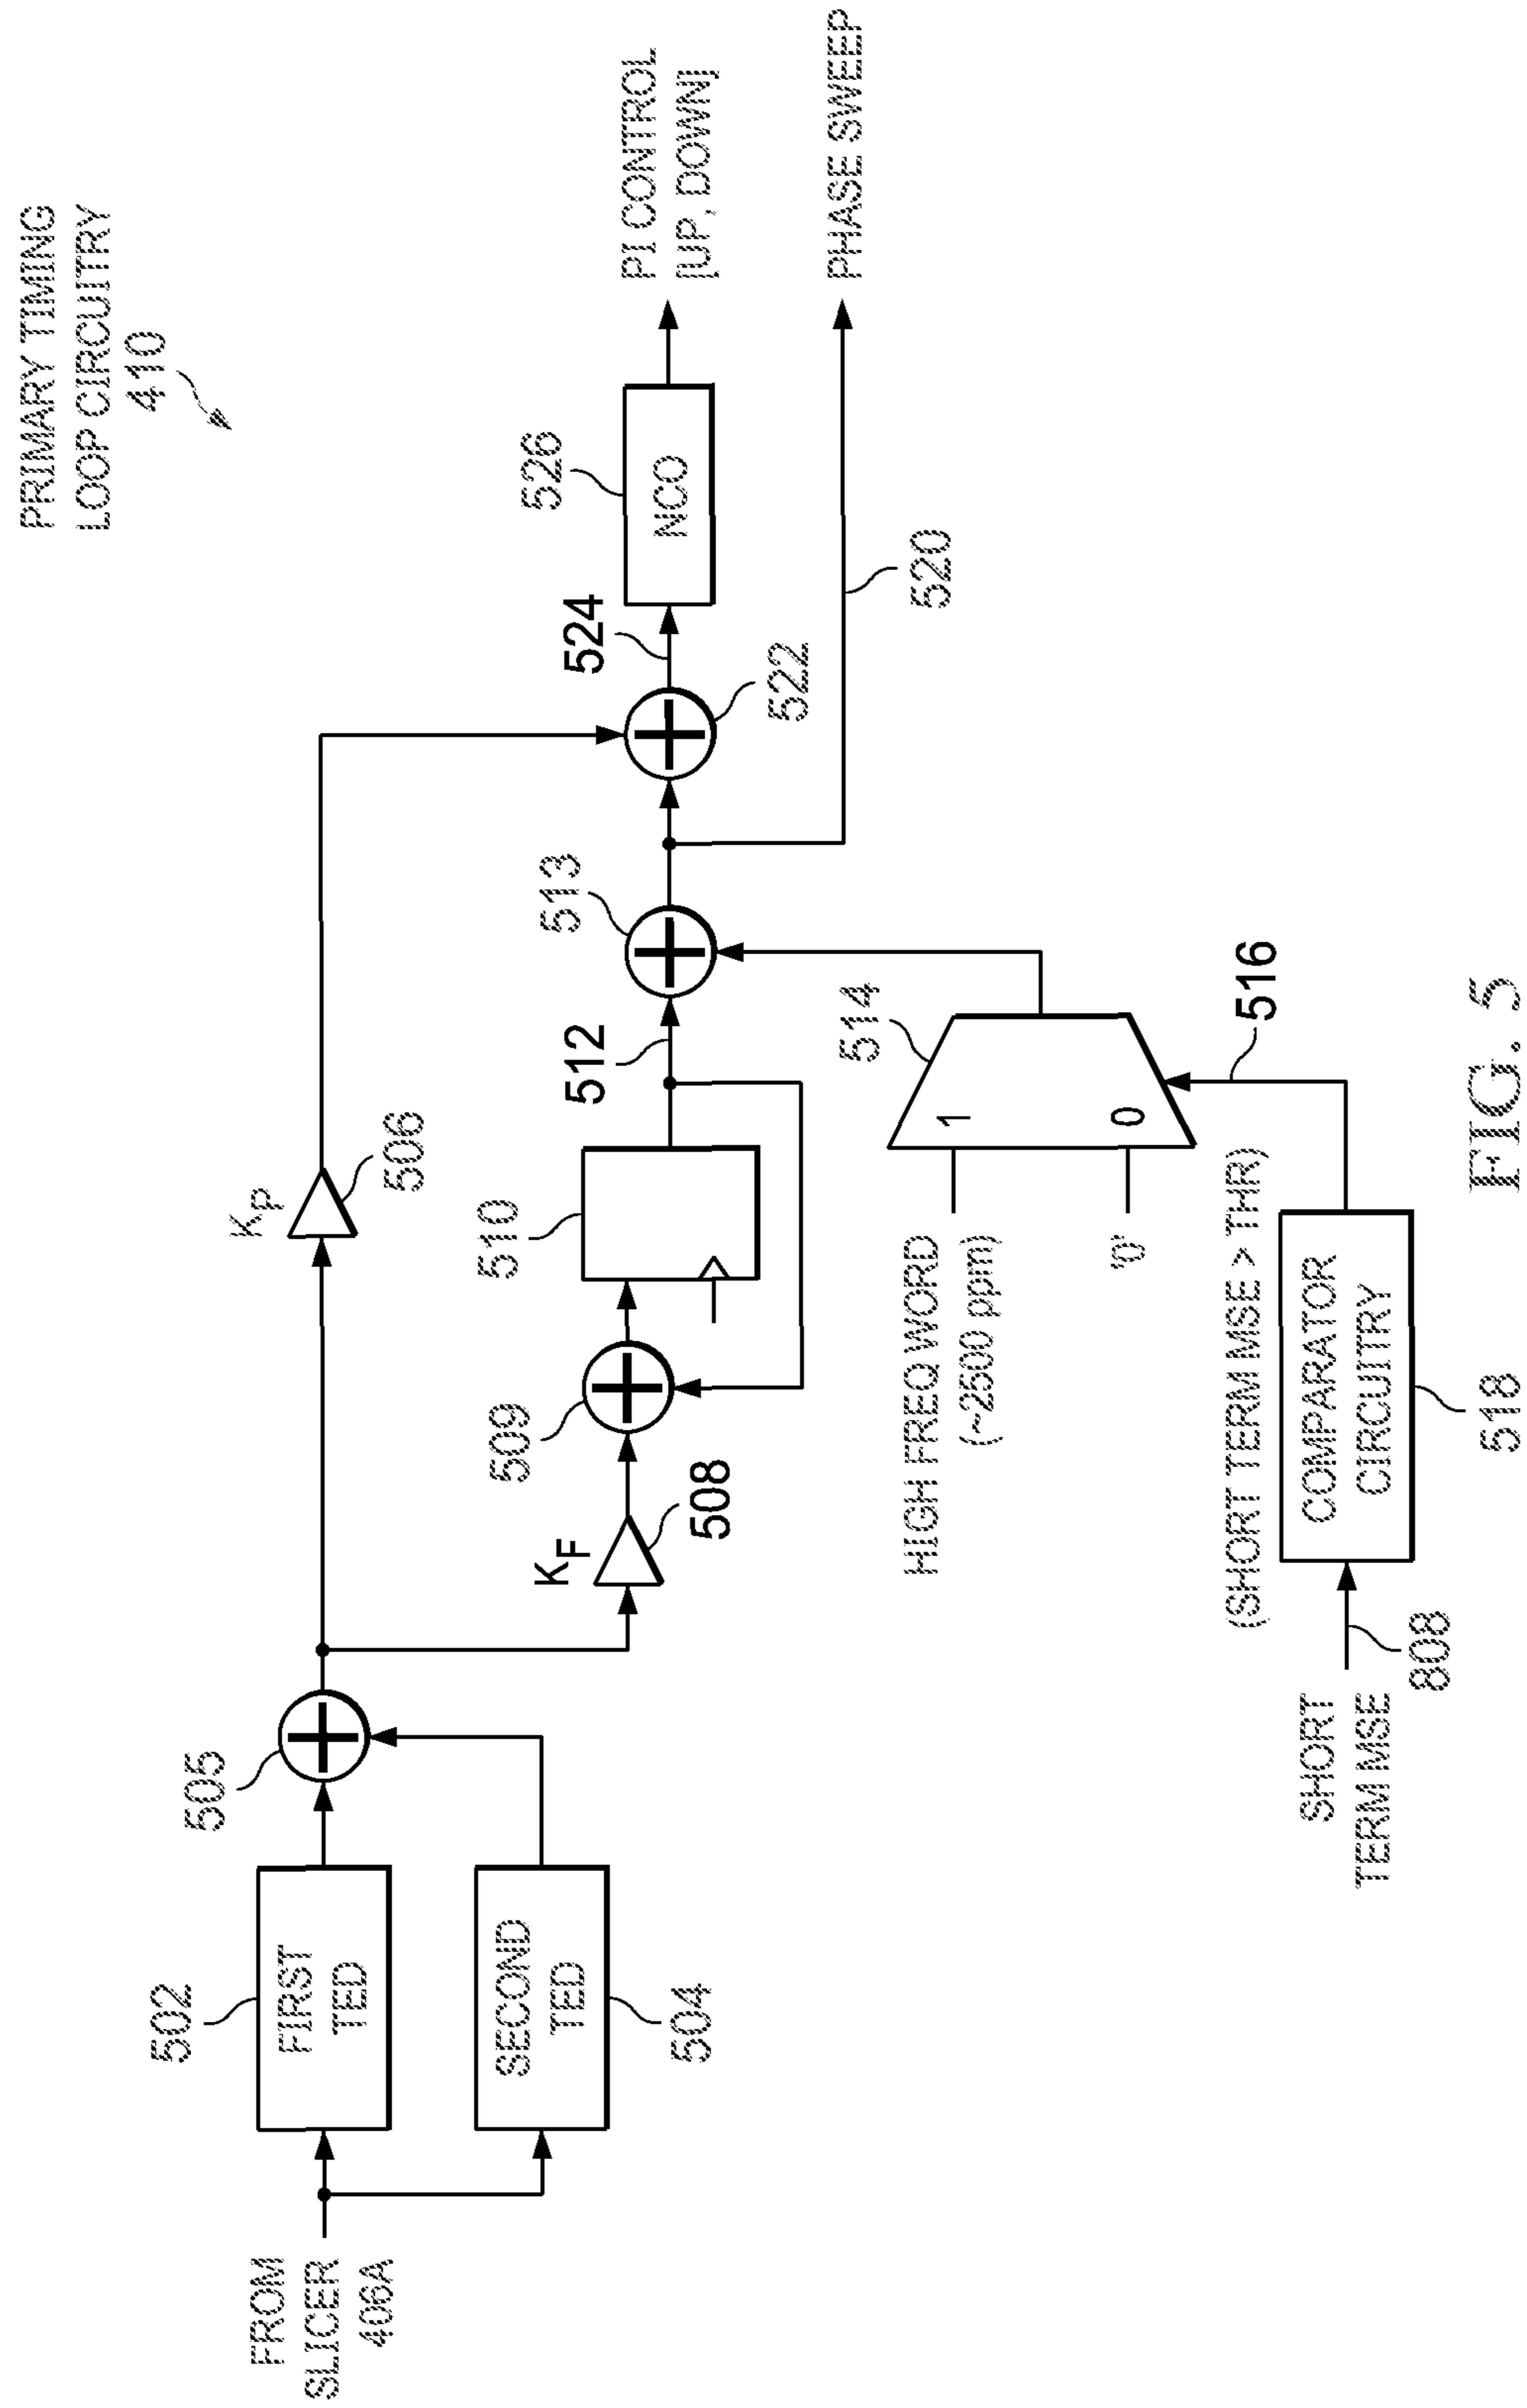 PRIMARY TIMING
LOOP CIRCUITRY
410
FROM
SLICER
406A
502
FIRST
TED
SECOND
TED
504
505
KP
506
KF
508
509
510
512
513
522
524
526
NCO
PI CONTROL
[UP, DOWN]
PHASE SWEEP
520
HIGH FREQ WORD
(~2500 ppm)
'0'
1
0
514
516
(SHORT TERM MSE > THR)
COMPARATOR
CIRCUITRY
518
SHORT
TERM MSE
808
FIG. 5